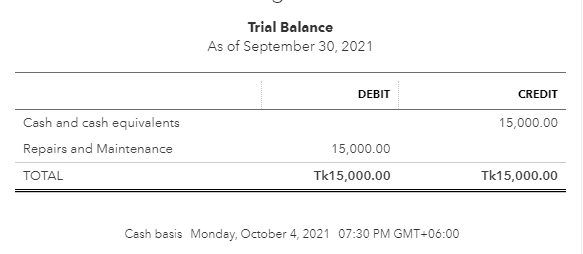 Trial Balance
As of September 30, 2021
DEBIT CREDIT
Cash and cash equivalents 15,000.00
Repairs and Maintenance 15,000.00
TOTAL Tk15,000.00 Tk15,000.00
Cash basis Monday, October 4, 2021 07:30 PM GMT+06:00